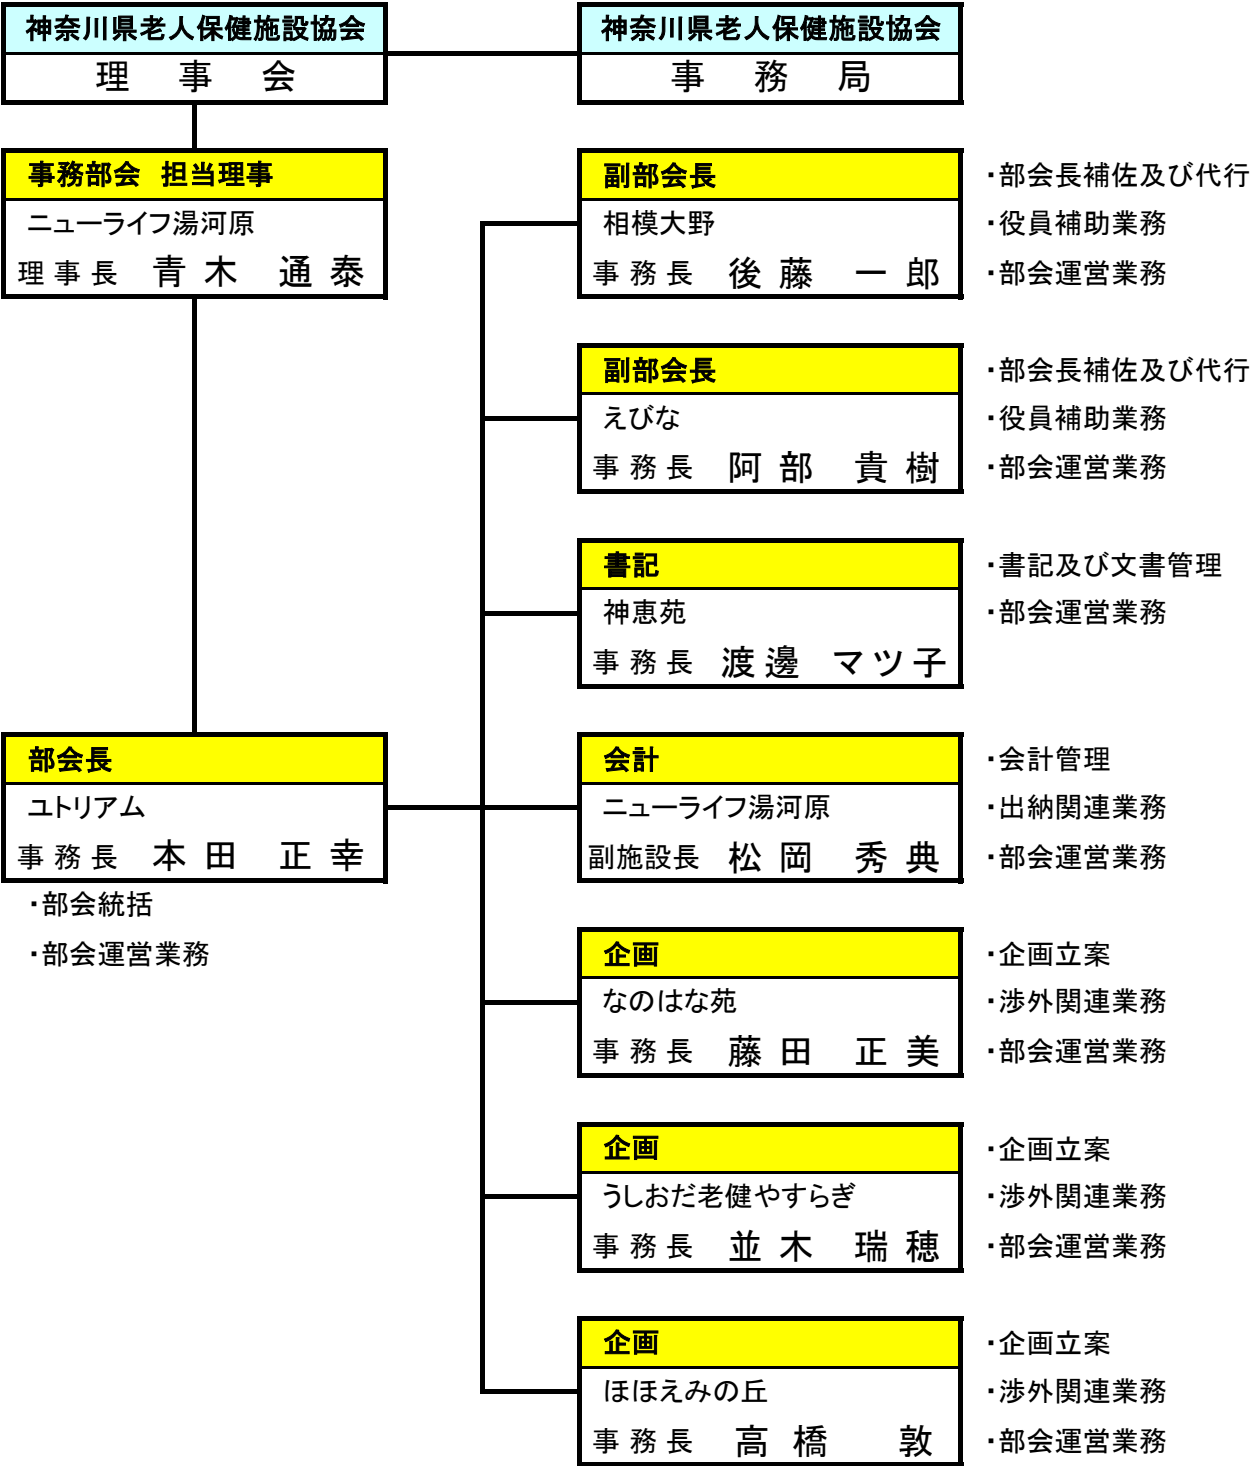 神奈川県老人保健施設協会
理事会
神奈川県老人保健施設協会
事務局
事務部会 担当理事
ニューライフ湯河原
理事長 青木 通泰
副部会長
相模大野
事務長 後藤 一郎
・部会長補佐及び代行
・役員補助業務
・部会運営業務
副部会長
えびな
事務長 阿部 貴樹
・部会長補佐及び代行
・役員補助業務
・部会運営業務
書記
神恵苑
事務長 渡邊 マツ子
・書記及び文書管理
・部会運営業務
部会長
ユトリアム
事務長 本田 正幸
・部会統括
・部会運営業務
会計
ニューライフ湯河原
副施設長 松岡 秀典
・会計管理
・出納関連業務
・部会運営業務
企画
なのはな苑
事務長 藤田 正美
・企画立案
・渉外関連業務
・部会運営業務
企画
うしおだ老健やすらぎ
事務長 並木 瑞穂
・企画立案
・渉外関連業務
・部会運営業務
企画
ほほえみの丘
事務長 高橋 敦
・企画立案
・渉外関連業務
・部会運営業務